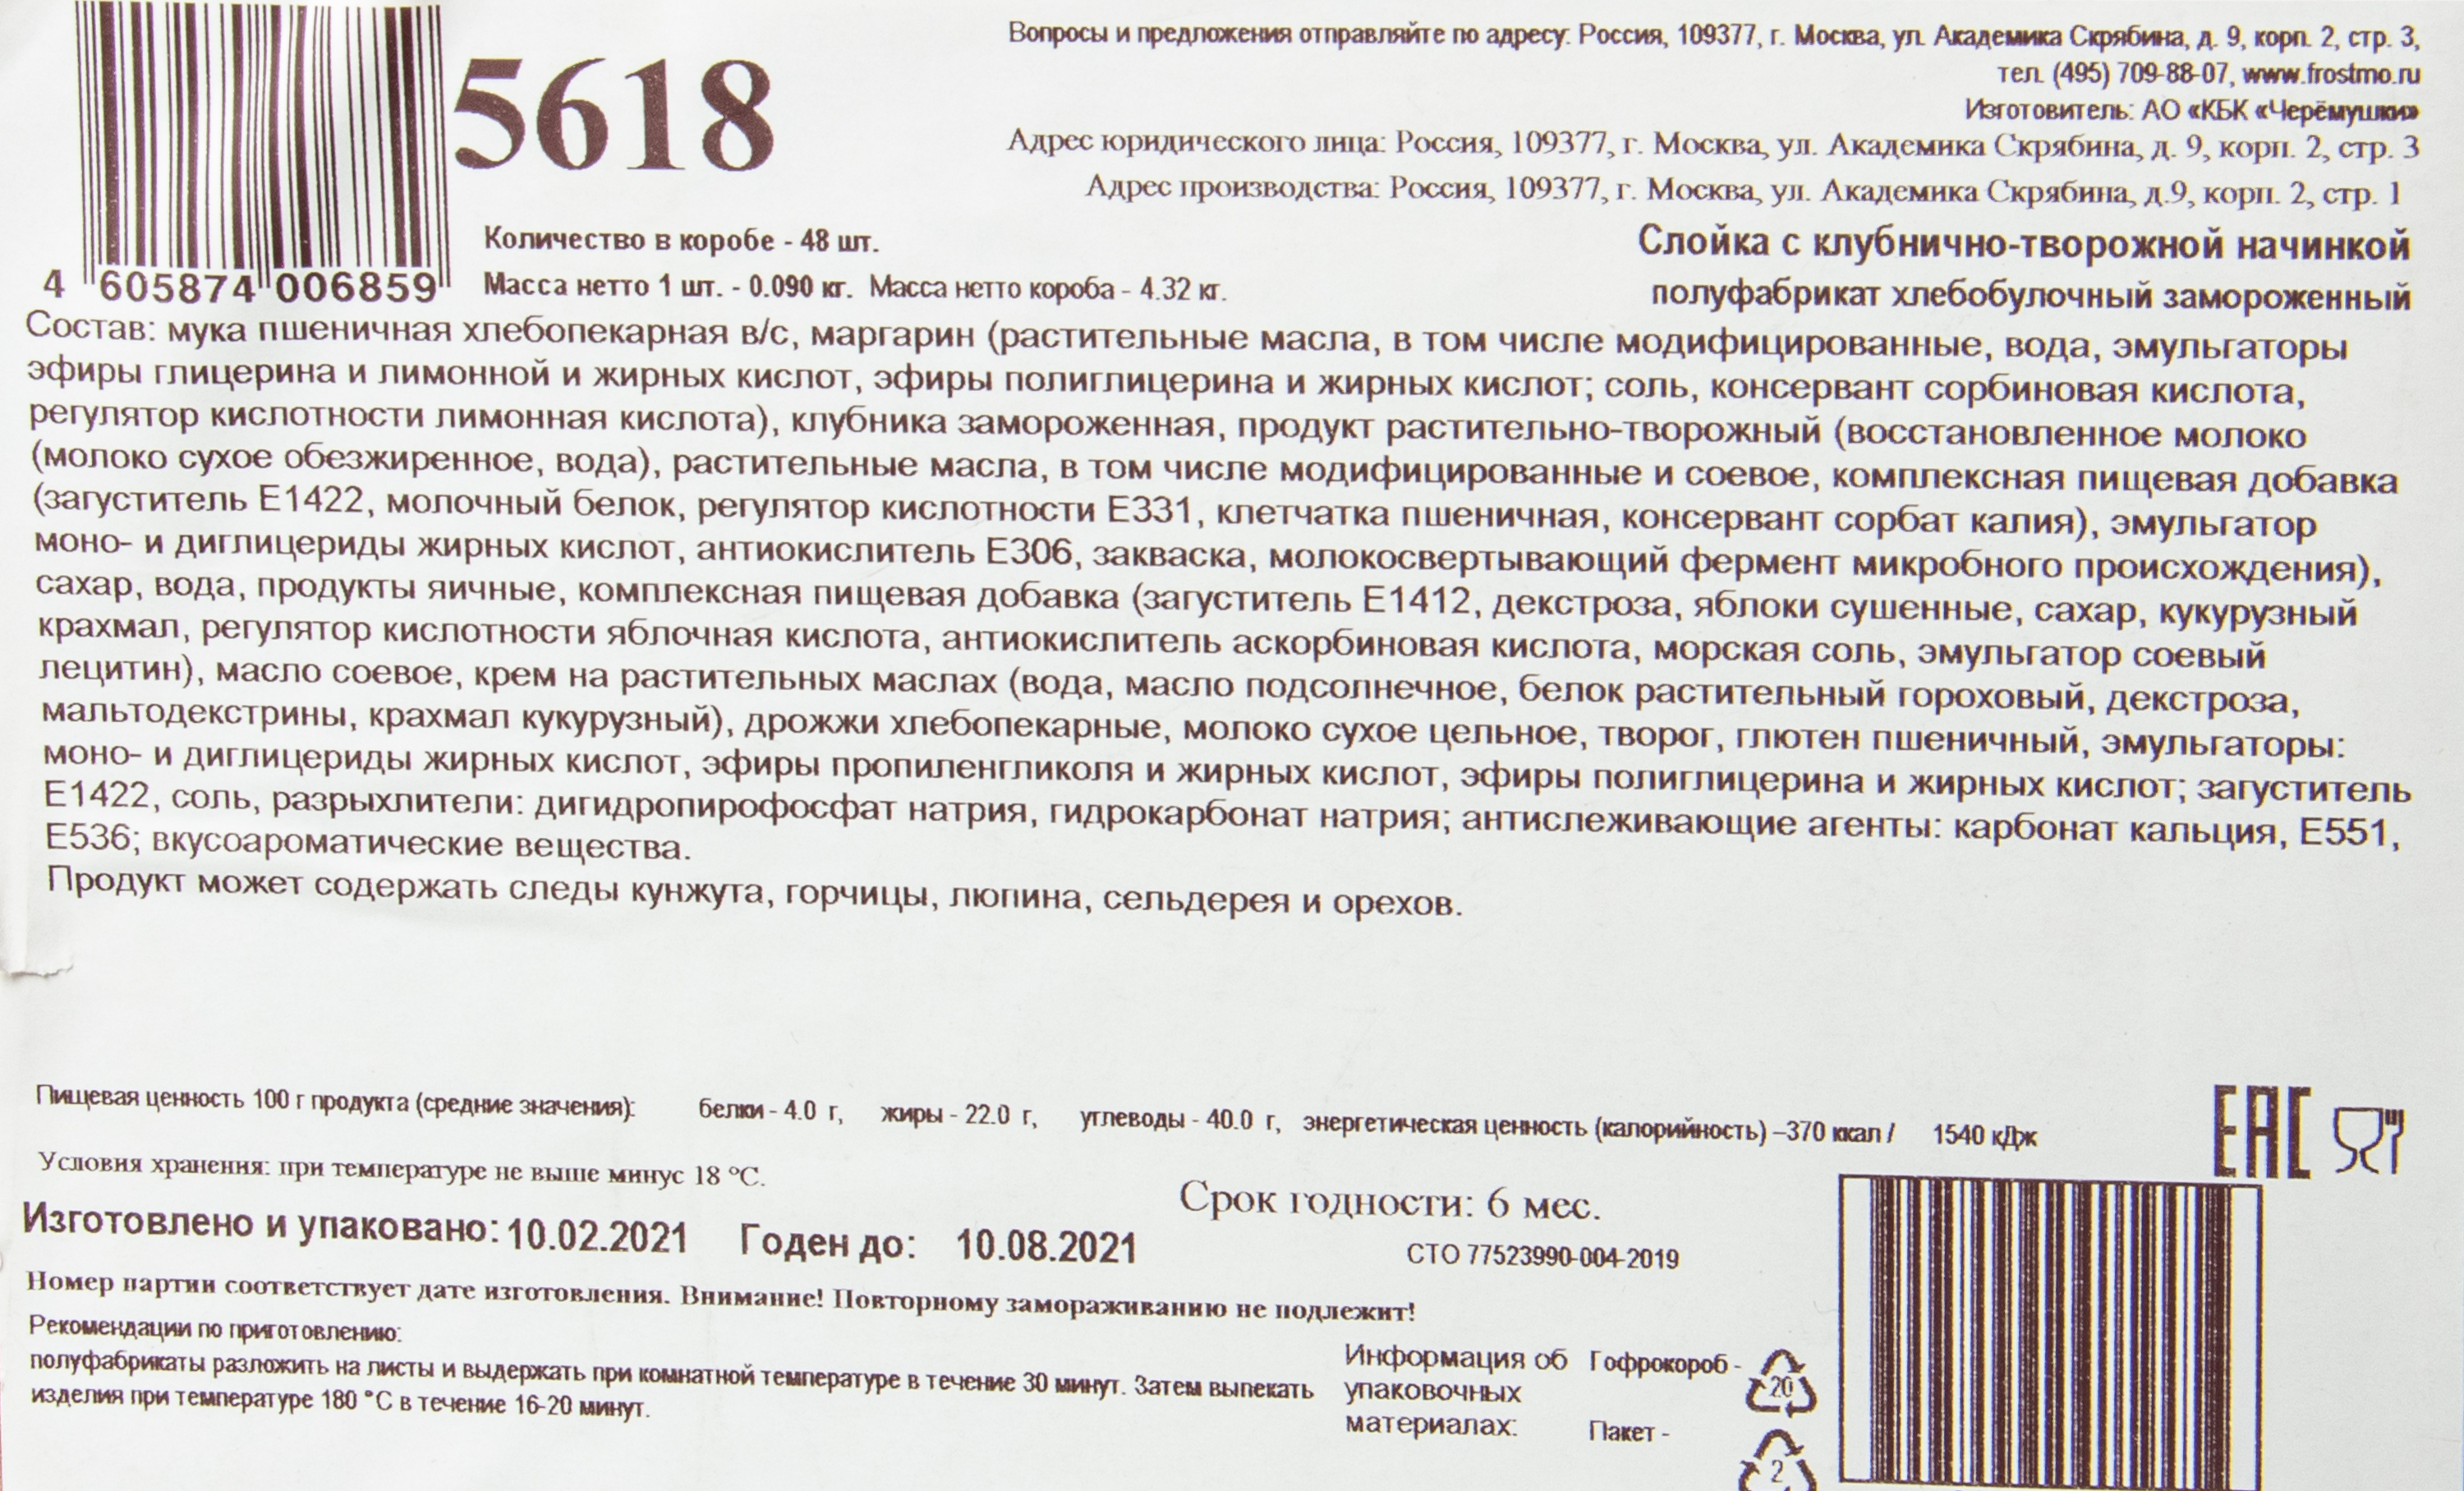 5618
Вопросы и предложения отправляйте по адресу: Россия, 109377, г. Москва, ул. Академика Скрябина, д. 9, корп. 2, стр. 3,
тел. (495) 709-88-07, www.frostmo.ru
Изготовитель: АО «КБК «Черёмушки»
Адрес юридического лица: Россия, 109377, г. Москва, ул. Академика Скрябина, д. 9, корп. 2, стр. 3
Адрес производства: Россия, 109377, г. Москва, ул. Академика Скрябина, д.9, корп. 2, стр. 1
Количество в коробе - 48 шт.
Масса нетто 1 шт. - 0.090 кг. Масса нетто короба - 4.32 кг.
4 605874 006859
Слойка с клубнично-творожной начинкой
полуфабрикат хлебобулочный замороженный
Состав: мука пшеничная хлебопекарная в/с, маргарин (растительные масла, в том числе модифицированные, вода, эмульгаторы
эфиры глицерина и лимонной и жирных кислот, эфиры полиглицерина и жирных кислот; соль, консервант сорбиновая кислота,
регулятор кислотности лимонная кислота), клубника замороженная, продукт растительно-творожный (восстановленное молоко
(молоко сухое обезжиренное, вода), растительные масла, в том числе модифицированные и соевое, комплексная пищевая добавка
(загуститель Е1422, молочный белок, регулятор кислотности Е331, клетчатка пшеничная, консервант сорбат калия), эмульгатор
моно- и диглицериды жирных кислот, антиокислитель Е306, закваска, молокосвертывающий фермент микробного происхождения),
сахар, вода, продукты яичные, комплексная пищевая добавка (загуститель Е1412, декстроза, яблоки сушенные, сахар, кукурузный
крахмал, регулятор кислотности яблочная кислота, антиокислитель аскорбиновая кислота, морская соль, эмульгатор соевый
лецитин), масло соевое, крем на растительных маслах (вода, масло подсолнечное, белок растительный гороховый, декстроза,
мальтодекстрины, крахмал кукурузный), дрожжи хлебопекарные, молоко сухое цельное, творог, глютен пшеничный, эмульгаторы:
моно- и диглицериды жирных кислот, эфиры пропиленгликоля и жирных кислот, эфиры полиглицерина и жирных кислот; загуститель
Е1422, соль, разрыхлители: дигидропирофосфат натрия, гидрокарбонат натрия; антислеживающие агенты: карбонат кальция, Е551,
Е536; вкусоароматические вещества.
Продукт может содержать следы кунжута, горчицы, люпина, сельдерея и орехов.
Пищевая ценность 100 г продукта (средние значения): белки - 4.0 г, жиры - 22.0 г, углеводы - 40.0 г, энергетическая ценность (калорийность) –370 ккал / 1540 кДж
EAC
Условия хранения: при температуре не выше минус 18 °С.
Срок годности: 6 мес.
Изготовлено и упаковано: 10.02.2021 Годен до: 10.08.2021
СТО 77523990-004-2019
Номер партии соответствует дате изготовления. Внимание! Повторному замораживанию не подлежит!
Рекомендации по приготовлению:
полуфабрикаты разложить на листы и выдержать при комнатной температуре в течение 30 минут. Затем выпекать
изделия при температуре 180 °С в течение 16-20 минут.
Информация об
упаковочных
материалах:
Гофрокороб -
20
Пакет -
2